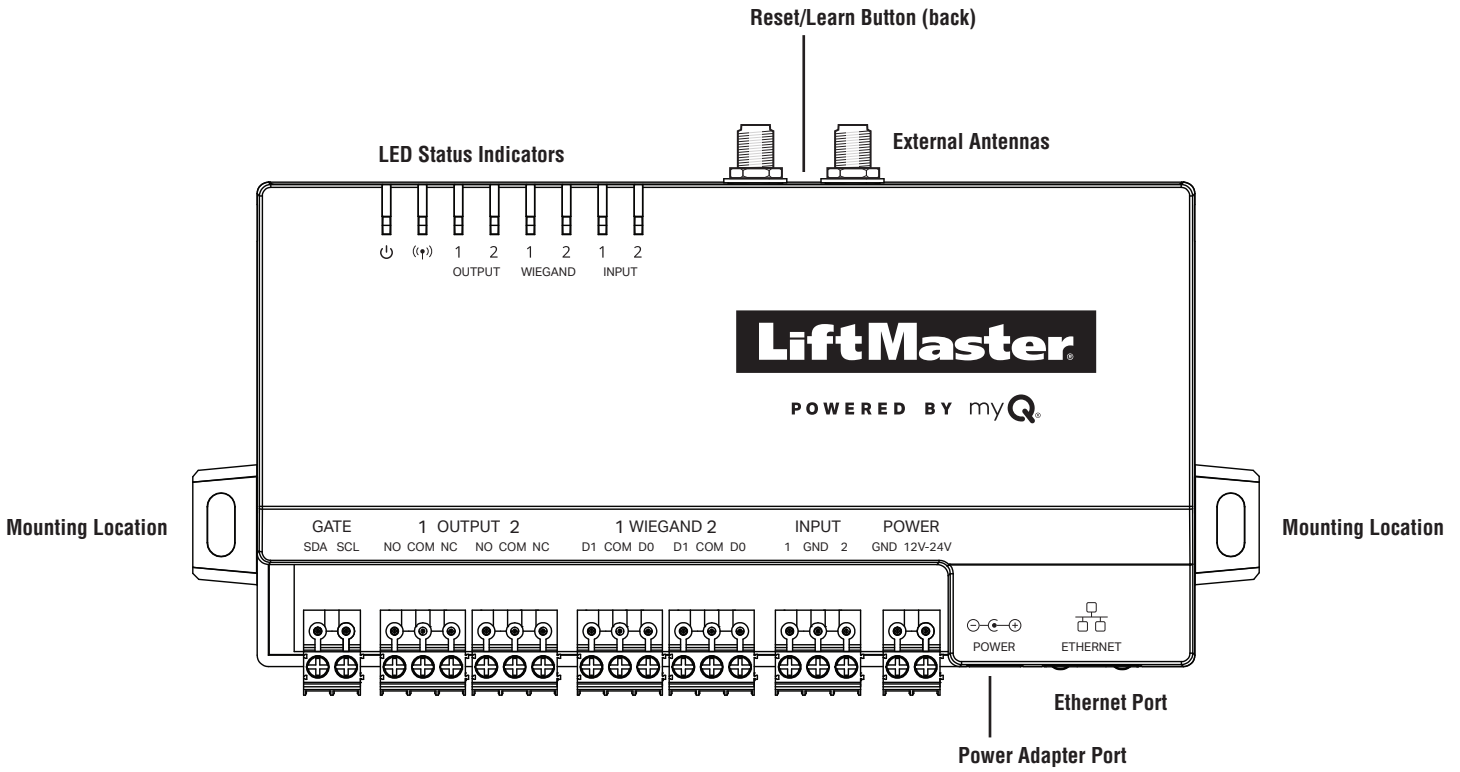 Reset/Learn Button (back)
LED Status Indicators
External Antennas
1 2 1 2 1 2
OUTPUT WIEGAND INPUT
LiftMaster®
POWERED BY myQ®
Mounting Location
Mounting Location
GATE 1 OUTPUT 2 1 WIEGAND 2 INPUT POWER
SDA SCL NO COM NC NO COM NC D1 COM D0 D1 COM D0 1 GND 2 GND 12V-24V
POWER ETHERNET
Ethernet Port
Power Adapter Port